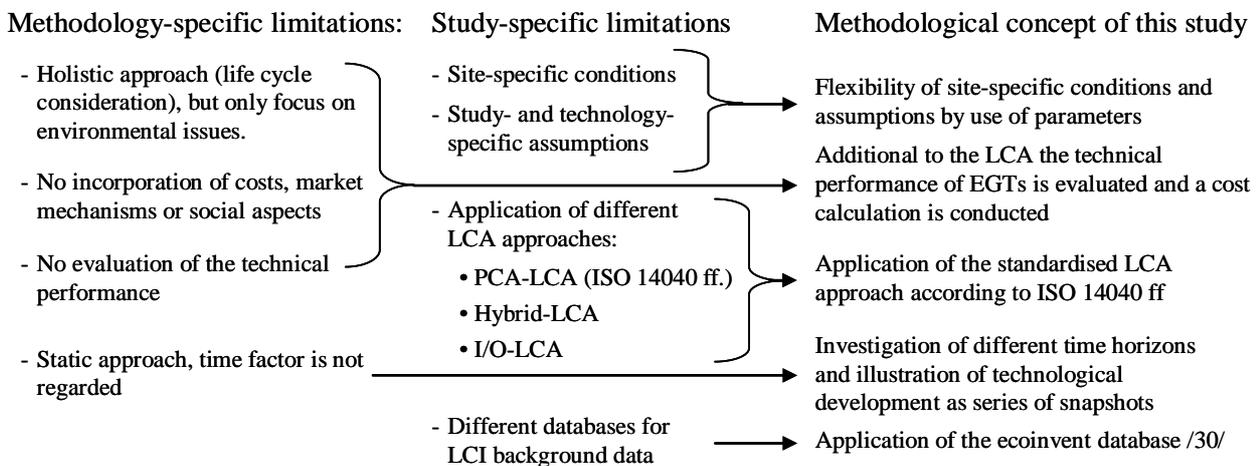 Methodology-specific limitations:
- Holistic approach (life cycle
consideration), but only focus on
environmental issues.
- No incorporation of costs, market
mechanisms or social aspects
- No evaluation of the technical
performance
- Static approach, time factor is not
regarded
Study-specific limitations
- Site-specific conditions
- Study- and technology-
specific assumptions
- Application of different
LCA approaches:
• PCA-LCA (ISO 14040 ff.)
• Hybrid-LCA
• I/O-LCA
- Different databases for
LCI background data
Methodological concept of this study
Flexibility of site-specific conditions and
assumptions by use of parameters
Additional to the LCA the technical
performance of EGTs is evaluated and a cost
calculation is conducted
Application of the standardised LCA
approach according to ISO 14040 ff
Investigation of different time horizons
and illustration of technological
development as series of snapshots
Application of the ecoinvent database /30/